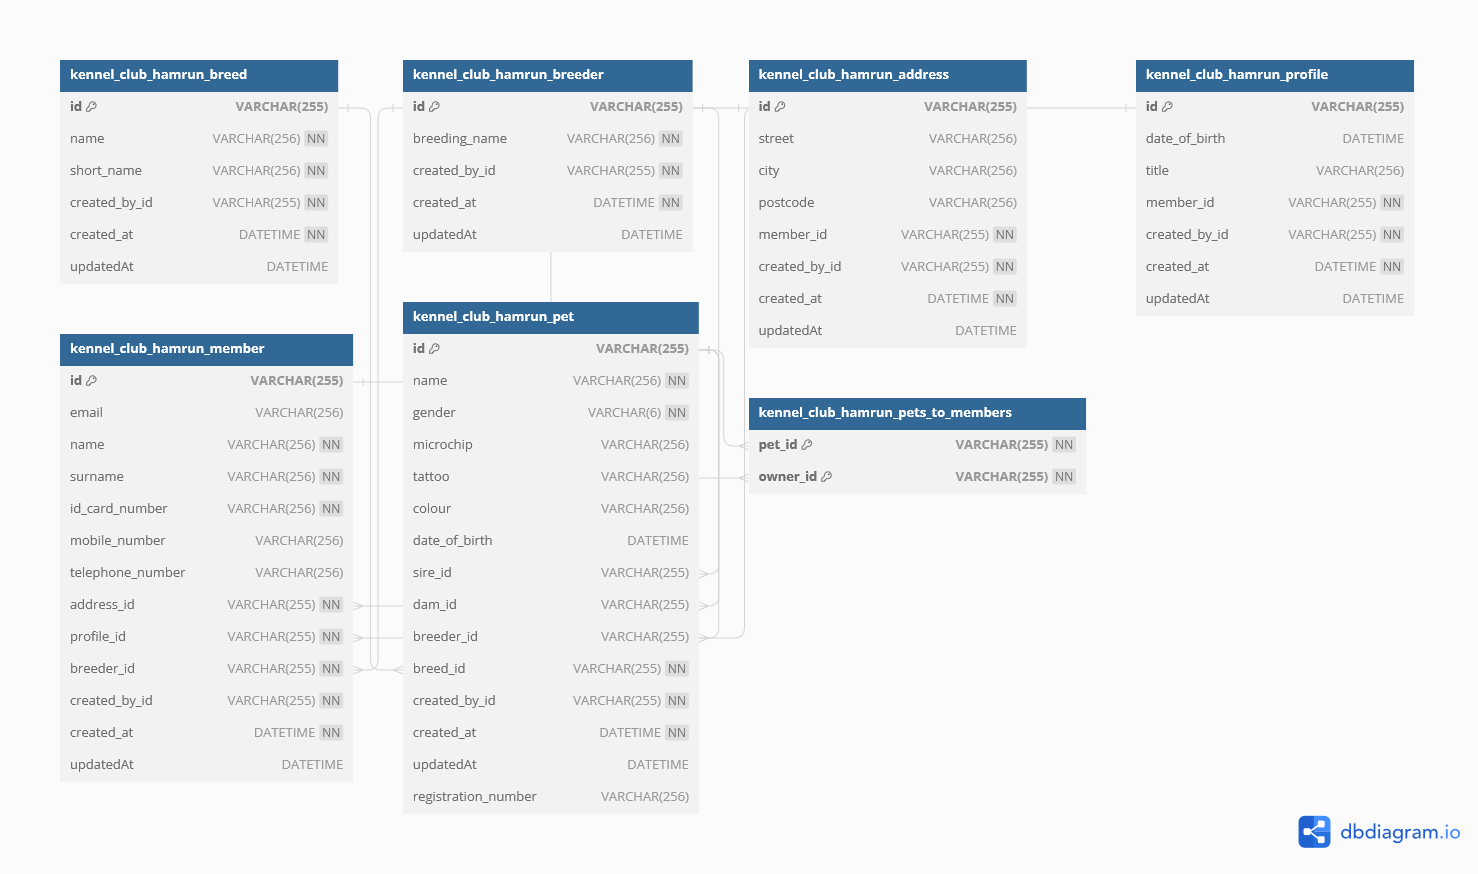 kennel_club_hamrun_breed
id VARCHAR(255)
name VARCHAR(256) NN
short_name VARCHAR(256) NN
created_by_id VARCHAR(255) NN
created_at DATETIME NN
updatedAt DATETIME
kennel_club_hamrun_breeder
id VARCHAR(255)
breeding_name VARCHAR(256) NN
created_by_id VARCHAR(255) NN
created_at DATETIME NN
updatedAt DATETIME
kennel_club_hamrun_address
id VARCHAR(255)
street VARCHAR(256)
city VARCHAR(256)
postcode VARCHAR(256)
member_id VARCHAR(255) NN
created_by_id VARCHAR(255) NN
created_at DATETIME NN
updatedAt DATETIME
kennel_club_hamrun_profile
id VARCHAR(255)
date_of_birth DATETIME
title VARCHAR(256)
member_id VARCHAR(255) NN
created_by_id VARCHAR(255) NN
created_at DATETIME NN
updatedAt DATETIME
kennel_club_hamrun_member
id VARCHAR(255)
email VARCHAR(256)
name VARCHAR(256) NN
surname VARCHAR(256) NN
id_card_number VARCHAR(256) NN
mobile_number VARCHAR(256)
telephone_number VARCHAR(256)
address_id VARCHAR(255) NN
profile_id VARCHAR(255) NN
breeder_id VARCHAR(255) NN
created_by_id VARCHAR(255) NN
created_at DATETIME NN
updatedAt DATETIME
kennel_club_hamrun_pet
id VARCHAR(255)
name VARCHAR(256) NN
gender VARCHAR(6) NN
microchip VARCHAR(256)
tattoo VARCHAR(256)
colour VARCHAR(256)
date_of_birth DATETIME
sire_id VARCHAR(255)
dam_id VARCHAR(255)
breeder_id VARCHAR(255)
breed_id VARCHAR(255) NN
created_by_id VARCHAR(255) NN
created_at DATETIME NN
updatedAt DATETIME
registration_number VARCHAR(256)
kennel_club_hamrun_pets_to_members
pet_id VARCHAR(255) NN
owner_id VARCHAR(255) NN
dbdiagram.io